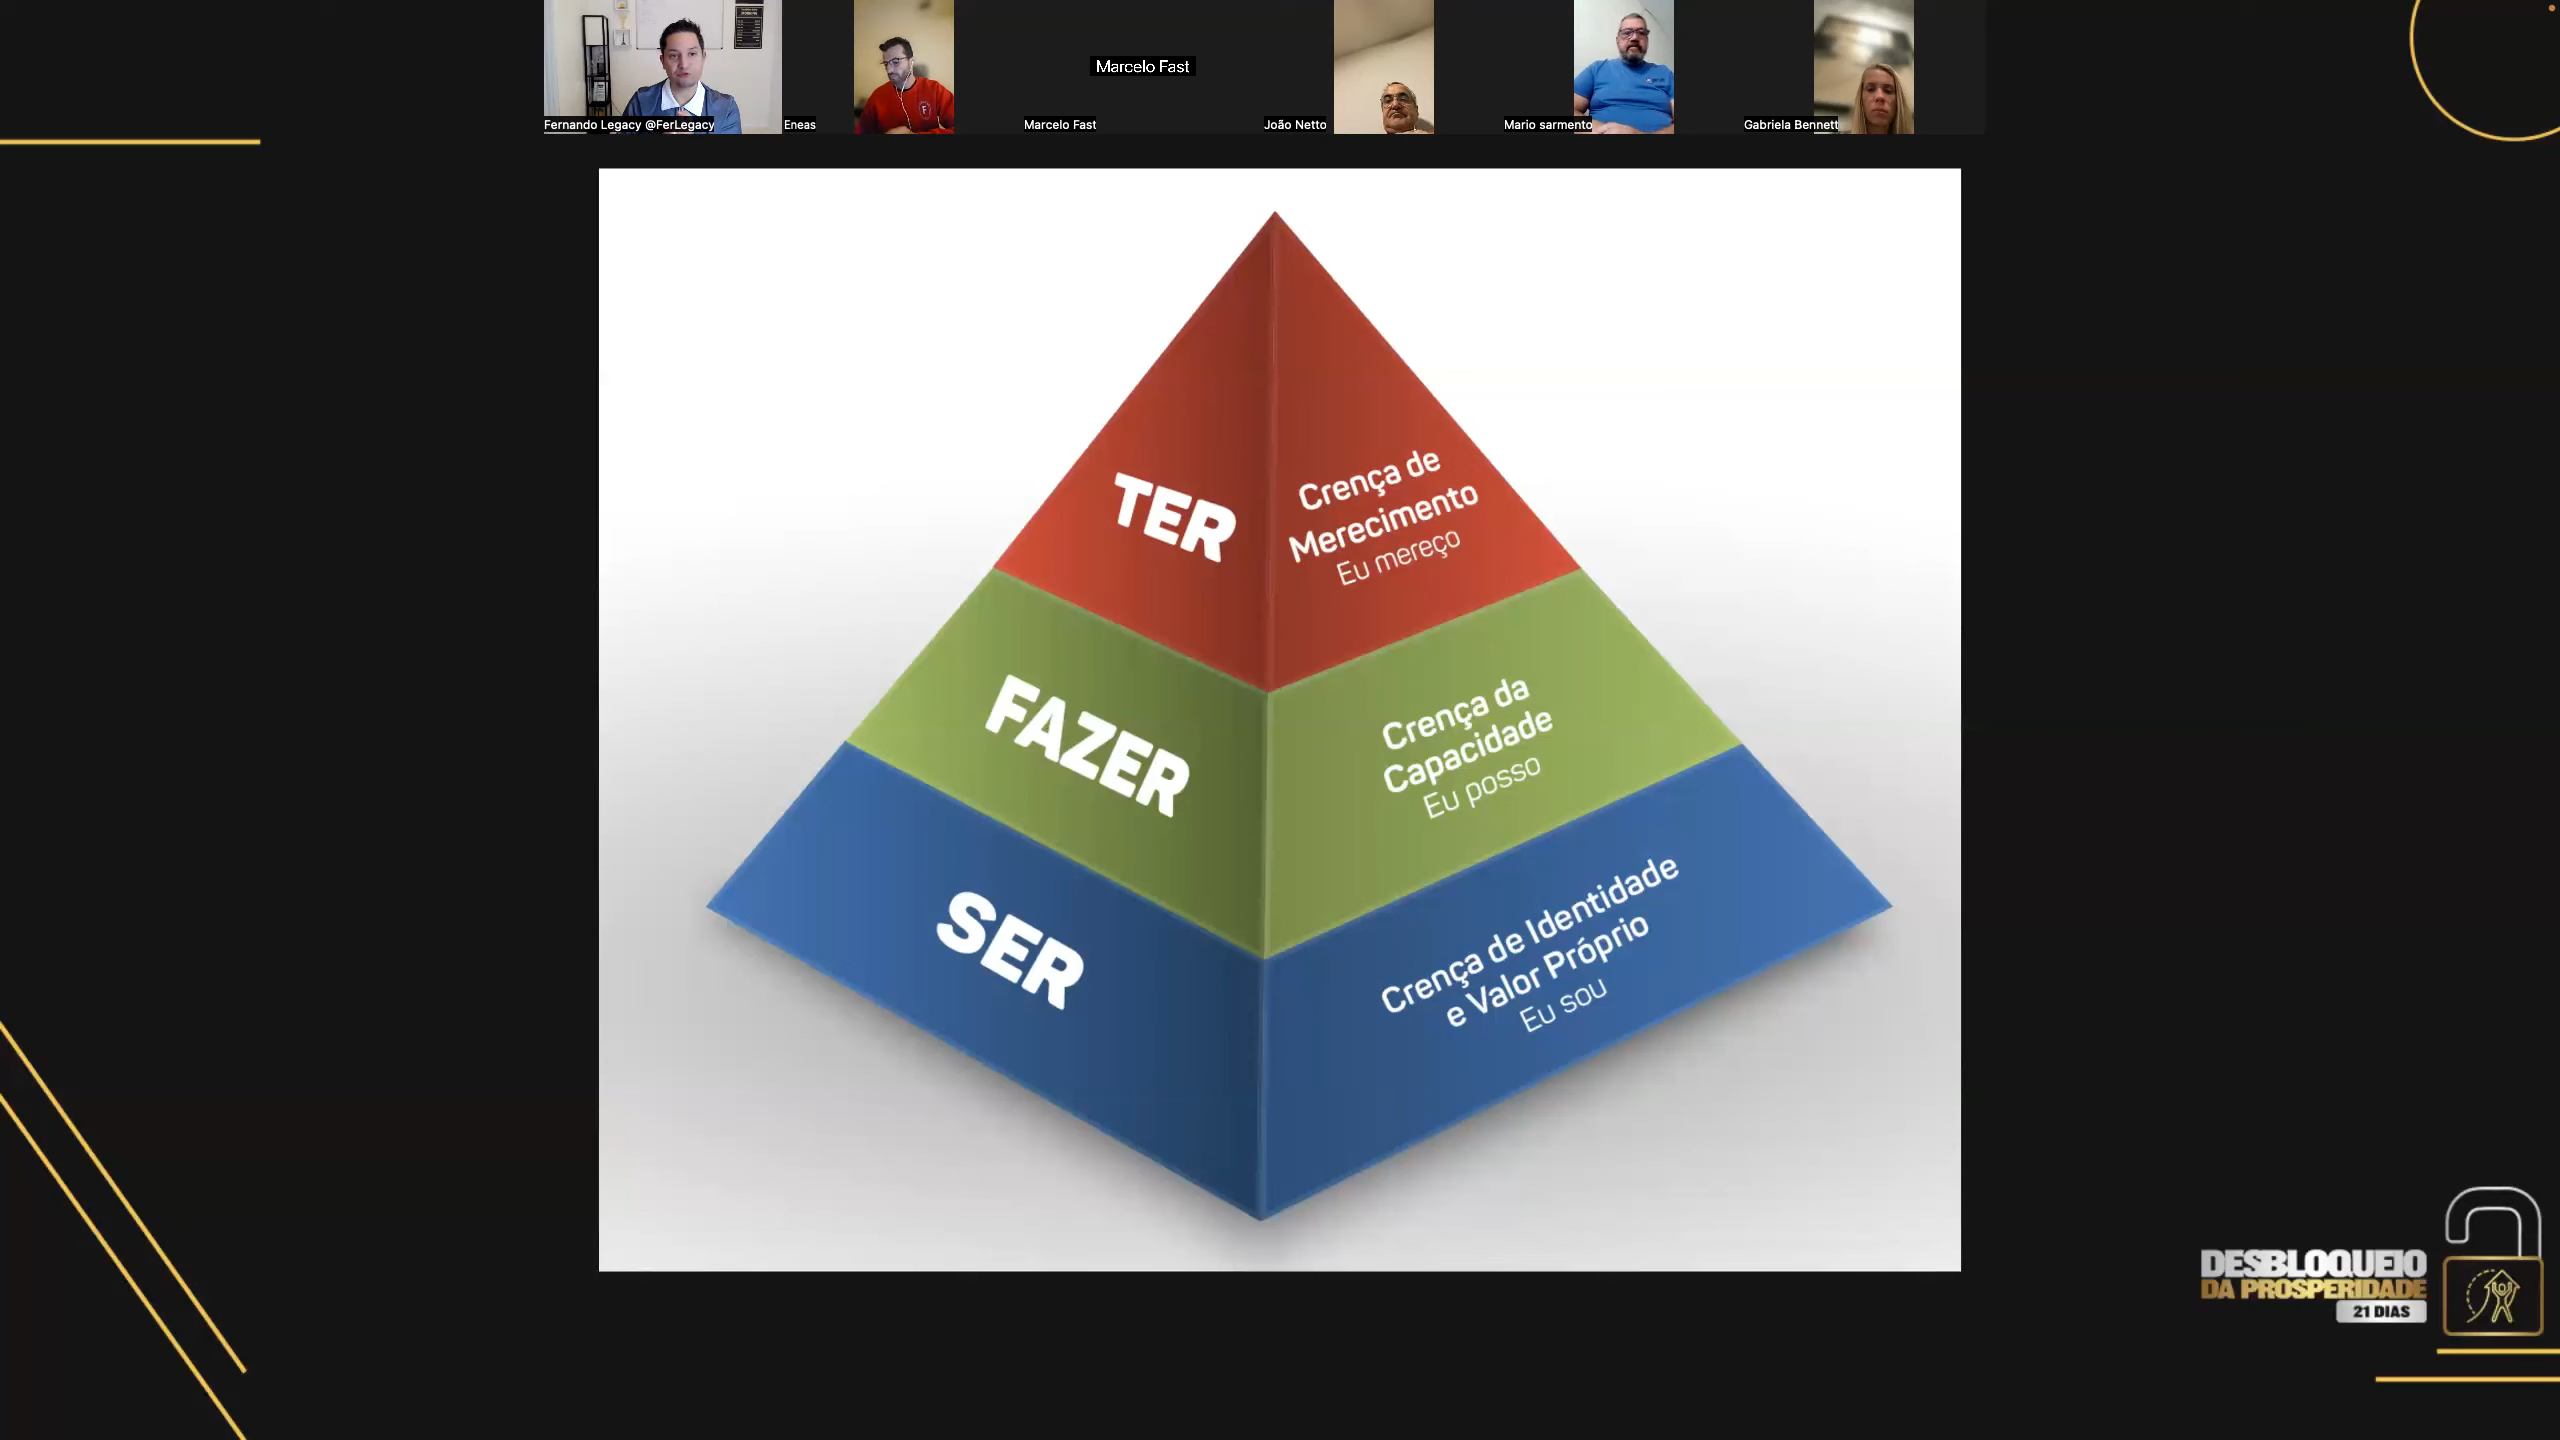 Marcelo Fast
Fernando Legacy @FerLegacy
Eneas
Marcelo Fast
João Netto
Mario sarmento
Gabriela Bennett
TER
Crença de
Merecimento
Eu mereço
FAZER
Crença da
Capacidade
Eu posso
SER
Crença de Identidade
e Valor Próprio
Eu sou
DESBLOQUEIO
DA PROSPERIDADE
21 DIAS